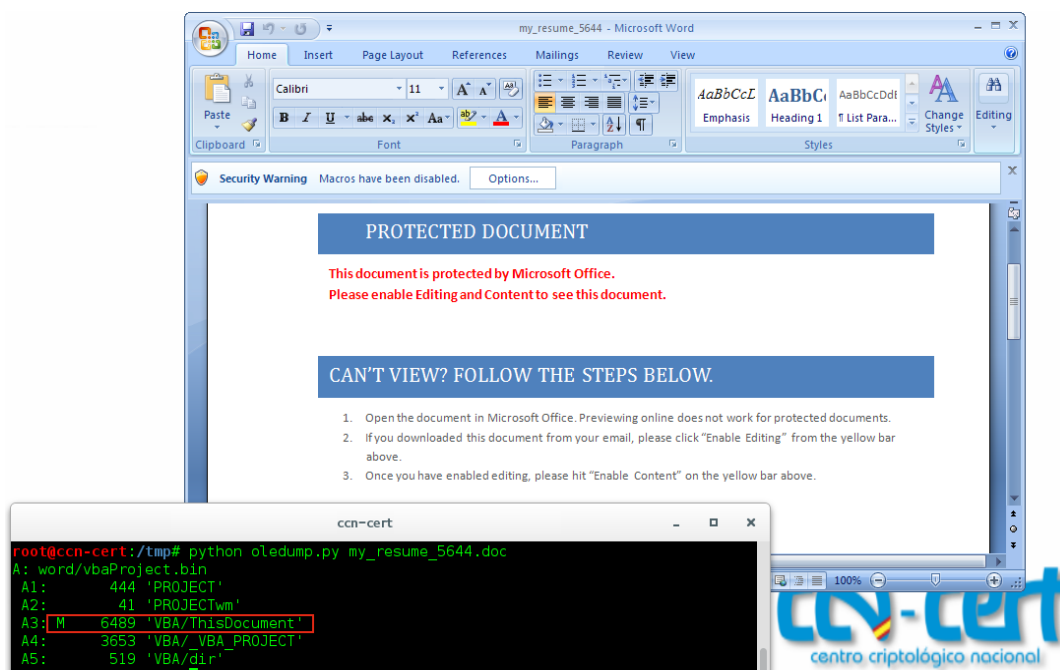 my_resume_5644 - Microsoft Word
Home Insert Page Layout References Mailings Review View
Calibri 11
AaBbCcL AaBbC AaBbCcDdE
Paste
B I U abe X₂ X² Aa ab A
Emphasis Heading 1 ¶ List Para... Change Styles Editing
Clipboard Font Paragraph Styles
Security Warning Macros have been disabled. Options...
PROTECTED DOCUMENT
This document is protected by Microsoft Office.
Please enable Editing and Content to see this document.
CAN'T VIEW? FOLLOW THE STEPS BELOW.
1. Open the document in Microsoft Office. Previewing online does not work for protected documents.
2. If you downloaded this document from your email, please click “Enable Editing” from the yellow bar
above.
3. Once you have enabled editing, please hit “Enable Content” on the yellow bar above.
100%
ccn-cert
root@ccn-cert:/tmp# python oledump.py my_resume_5644.doc
A: word/vbaProject.bin
A1: 444 'PROJECT'
A2: 41 'PROJECTwm'
A3: M 6489 'VBA/ThisDocument'
A4: 3653 'VBA/_VBA_PROJECT'
A5: 519 'VBA/dir'
ccn-cert
centro criptológico nacional